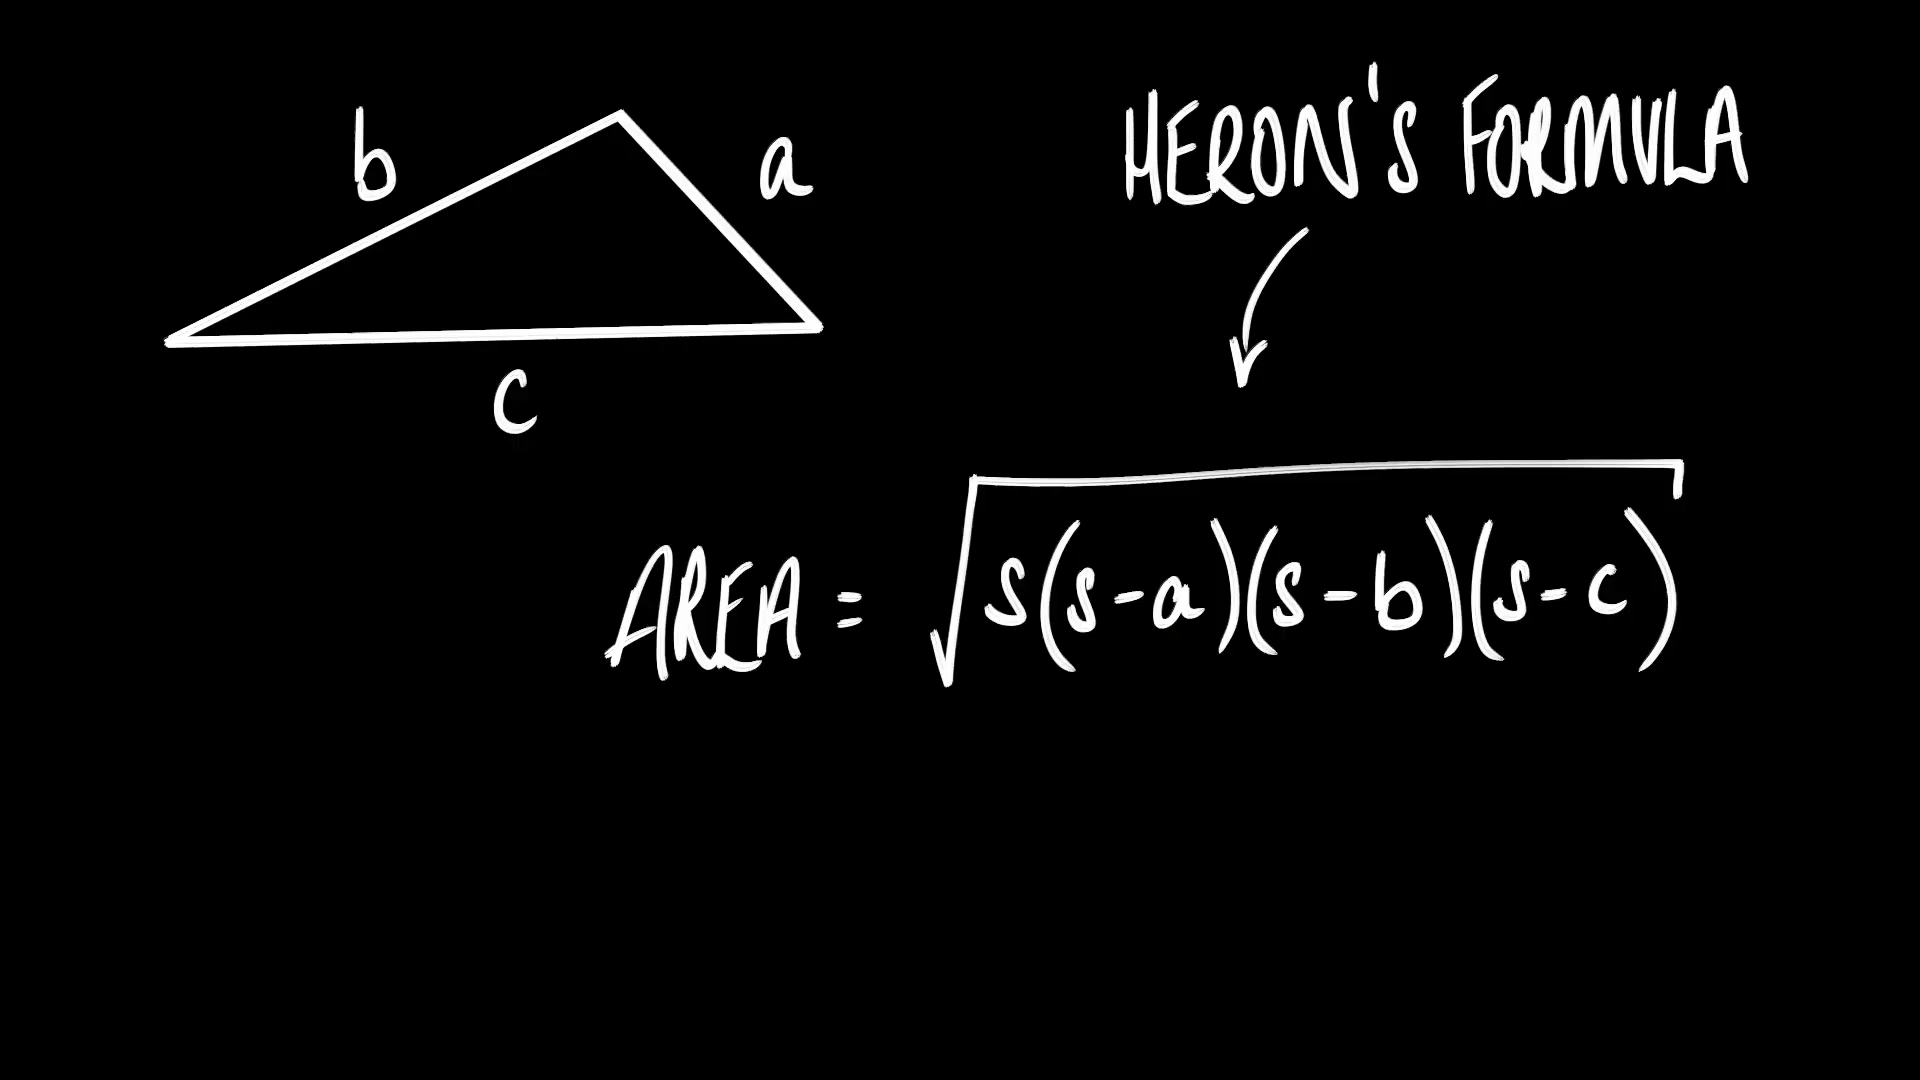 b
a
HERON'S FORMULA
c
AREA = √s(s-a)(s-b)(s-c)